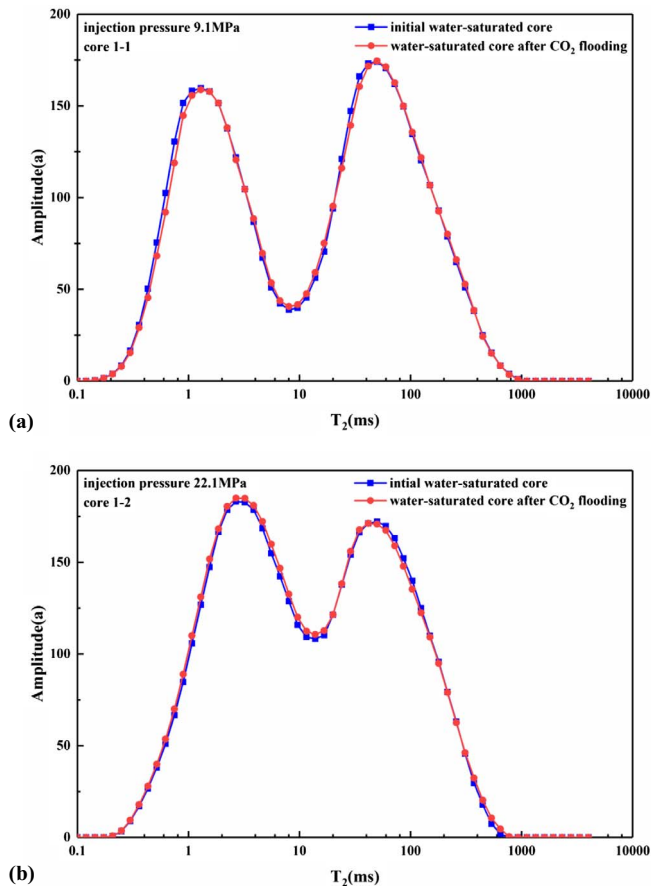 injection pressure 9.1MPa
core 1-1
initial water-saturated core
water-saturated core after CO₂ flooding
200
150
100
50
0
Amplitude(a)
0.1 1 10 100 1000 10000
T₂(ms)
(a)
injection pressure 22.1MPa
core 1-2
intial water-saturated core
water-saturated core after CO₂ flooding
200
150
100
50
0
Amplitude(a)
0.1 1 10 100 1000 10000
T₂(ms)
(b)